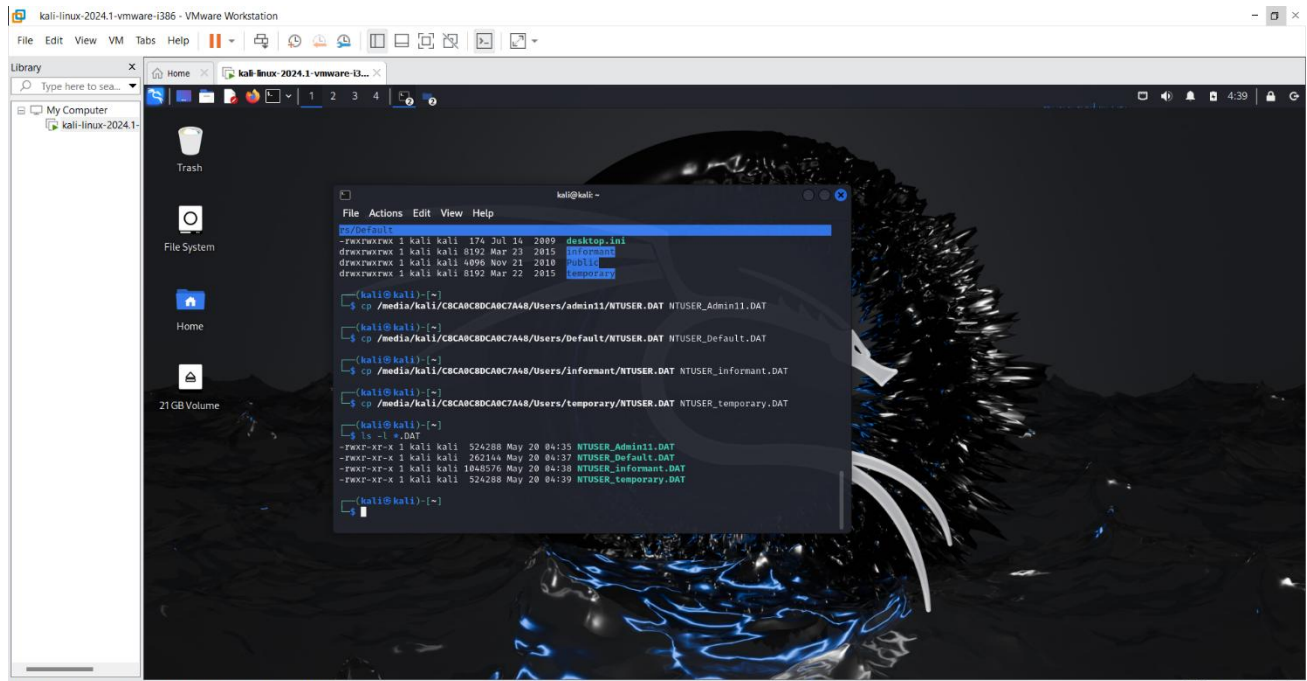 kali-linux-2024.1-vmware-i386 - VMware Workstation
File Edit View VM Tabs Help
Library
Type here to sea...
My Computer
kali-linux-2024.1-
Home
kali-linux-2024.1-vmware-i3...
1 2 3 4
4:39
Trash
File System
Home
21 GB Volume
kali@kali: ~
File Actions Edit View Help
rs/Default
-rwxrwxrwx 1 kali kali 174 Jul 14 2009 desktop.ini
drwxrwxrwx 1 kali kali 8192 Mar 23 2015 informant
drwxrwxrwx 1 kali kali 4096 Nov 21 2010 Public
drwxrwxrwx 1 kali kali 8192 Mar 22 2015 temporary
(kali㉿kali)-[~]
$ cp /media/kali/C8CA0C8DCA0C7A48/Users/admin11/NTUSER.DAT NTUSER_Admin11.DAT
(kali㉿kali)-[~]
$ cp /media/kali/C8CA0C8DCA0C7A48/Users/Default/NTUSER.DAT NTUSER_Default.DAT
(kali㉿kali)-[~]
$ cp /media/kali/C8CA0C8DCA0C7A48/Users/informant/NTUSER.DAT NTUSER_informant.DAT
(kali㉿kali)-[~]
$ cp /media/kali/C8CA0C8DCA0C7A48/Users/temporary/NTUSER.DAT NTUSER_temporary.DAT
(kali㉿kali)-[~]
$ ls -l *.DAT
-rwxr-xr-x 1 kali kali 524288 May 20 04:35 NTUSER_Admin11.DAT
-rwxr-xr-x 1 kali kali 262144 May 20 04:37 NTUSER_Default.DAT
-rwxr-xr-x 1 kali kali 1048576 May 20 04:38 NTUSER_informant.DAT
-rwxr-xr-x 1 kali kali 524288 May 20 04:39 NTUSER_temporary.DAT
(kali㉿kali)-[~]
$